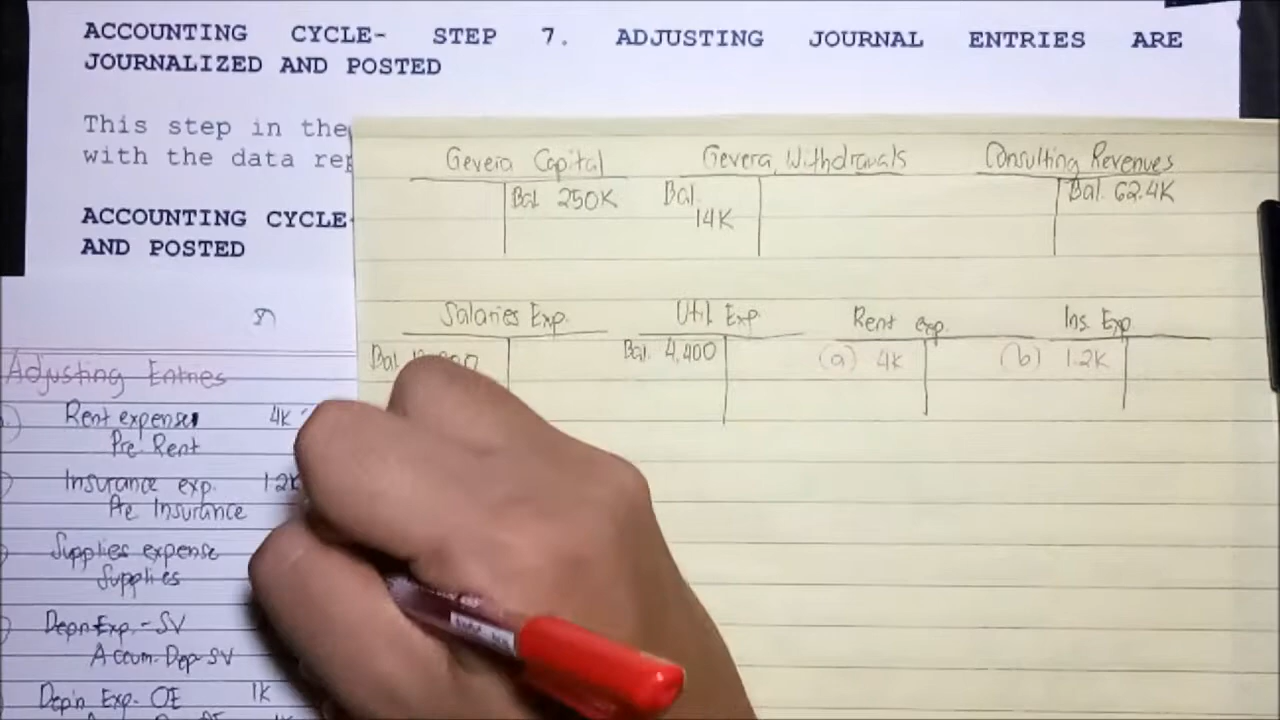 ACCOUNTING CYCLE- STEP 7. ADJUSTING JOURNAL ENTRIES ARE
JOURNALIZED AND POSTED
This step in the
with the data rep
ACCOUNTING CYCLE-
AND POSTED
Gevera Capital
Bal. 250K
Gevera, Withdrawals
Bal.
14K
Consulting Revenues
Bal. 62.4K
Salaries Exp.
Bal.
Util. Exp.
Bal. 4,400
Rent exp.
(a) 4K
Ins. Exp
(b) 1.2K
Adjusting Entries
Rent expense 4K
Pre. Rent
Insurance exp. 1.2K
Pre Insurance
Supplies expense
Supplies
Depn Exp.-SV
Accum. Dep SV
Dep'n Exp. OE 1K